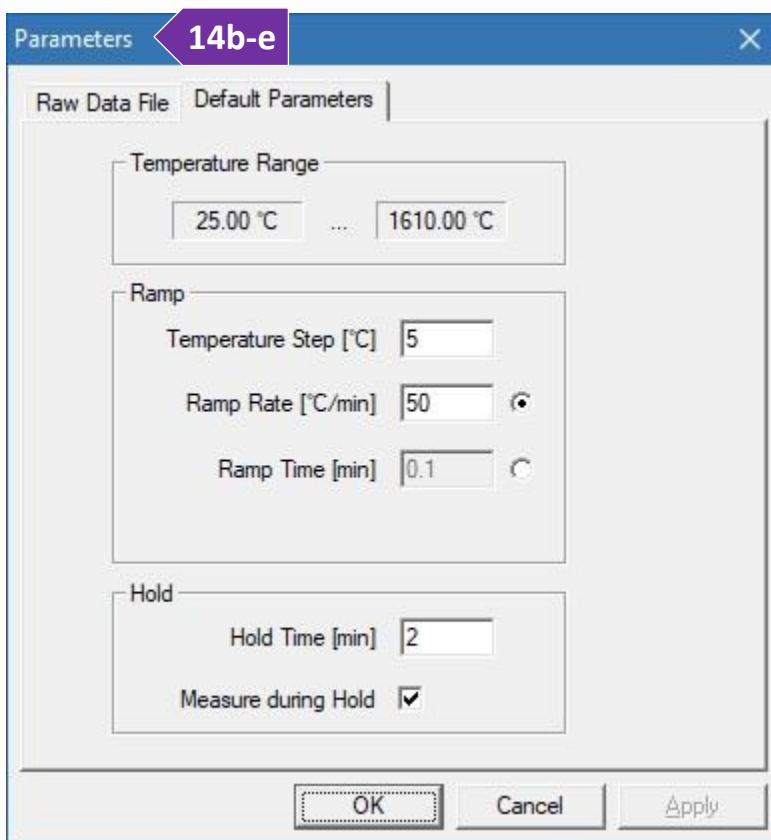 Parameters 14b-e
Raw Data File Default Parameters
Temperature Range
25.00 °C ... 1610.00 °C
Ramp
Temperature Step [°C] 5
Ramp Rate [°C/min] 50
Ramp Time [min] 0.1
Hold
Hold Time [min] 2
Measure during Hold
OK Cancel Apply